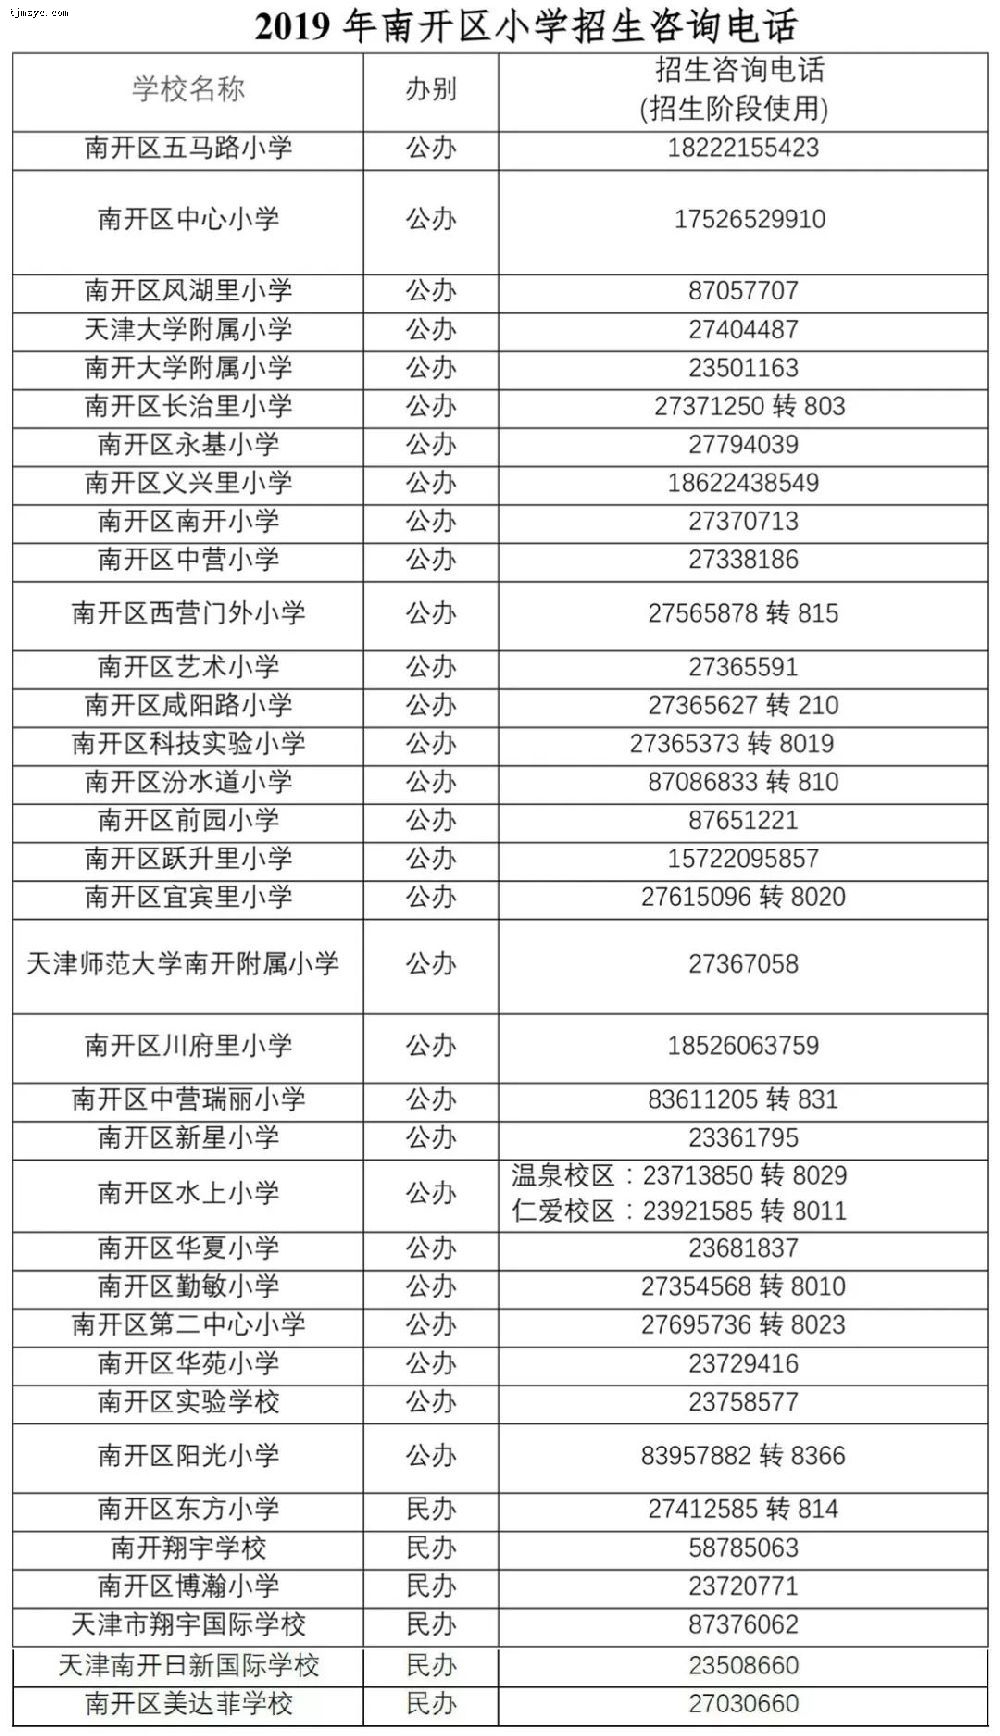 tjmsyc.com
2019 年南开区小学招生咨询电话
学校名称 办别 招生咨询电话
(招生阶段使用)
南开区五马路小学 公办 18222155423
南开区中心小学 公办 17526529910
南开区风湖里小学 公办 87057707
天津大学附属小学 公办 27404487
南开大学附属小学 公办 23501163
南开区长治里小学 公办 27371250 转 803
南开区永基小学 公办 27794039
南开区义兴里小学 公办 18622438549
南开区南开小学 公办 27370713
南开区中营小学 公办 27338186
南开区西营门外小学 公办 27565878 转 815
南开区艺术小学 公办 27365591
南开区咸阳路小学 公办 27365627 转 210
南开区科技实验小学 公办 27365373 转 8019
南开区汾水道小学 公办 87086833 转 810
南开区前园小学 公办 87651221
南开区跃升里小学 公办 15722095857
南开区宜宾里小学 公办 27615096 转 8020
天津师范大学南开附属小学 公办 27367058
南开区川府里小学 公办 18526063759
南开区中营瑞丽小学 公办 83611205 转 831
南开区新星小学 公办 23361795
南开区水上小学 公办 温泉校区：23713850 转 8029
仁爱校区：23921585 转 8011
南开区华夏小学 公办 23681837
南开区勤敏小学 公办 27354568 转 8010
南开区第二中心小学 公办 27695736 转 8023
南开区华苑小学 公办 23729416
南开区实验学校 公办 23758577
南开区阳光小学 公办 83957882 转 8366
南开区东方小学 民办 27412585 转 814
南开翔宇学校 民办 58785063
南开区博瀚小学 民办 23720771
天津市翔宇国际学校 民办 87376062
天津南开日新国际学校 民办 23508660
南开区美达菲学校 民办 27030660